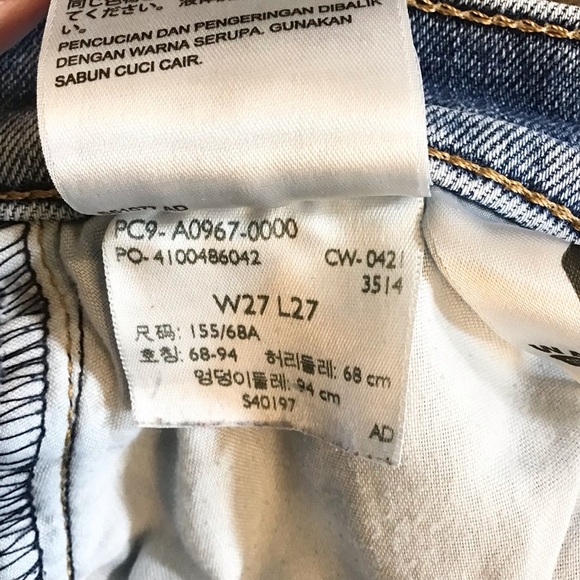 てください。
い。
PENCUCIAN DAN PENGERINGAN DIBALIK
DENGAN WARNA SERUPA. GUNAKAN
SABUN CUCI CAIR.
AD
PC9- A0967-0000
PO- 4100486042 CW- 0421
3514
W27 L27
尺码: 155/68A
호칭: 68-94 허리둘레: 68 cm
엉덩이둘레: 94 cm
S40197
AD